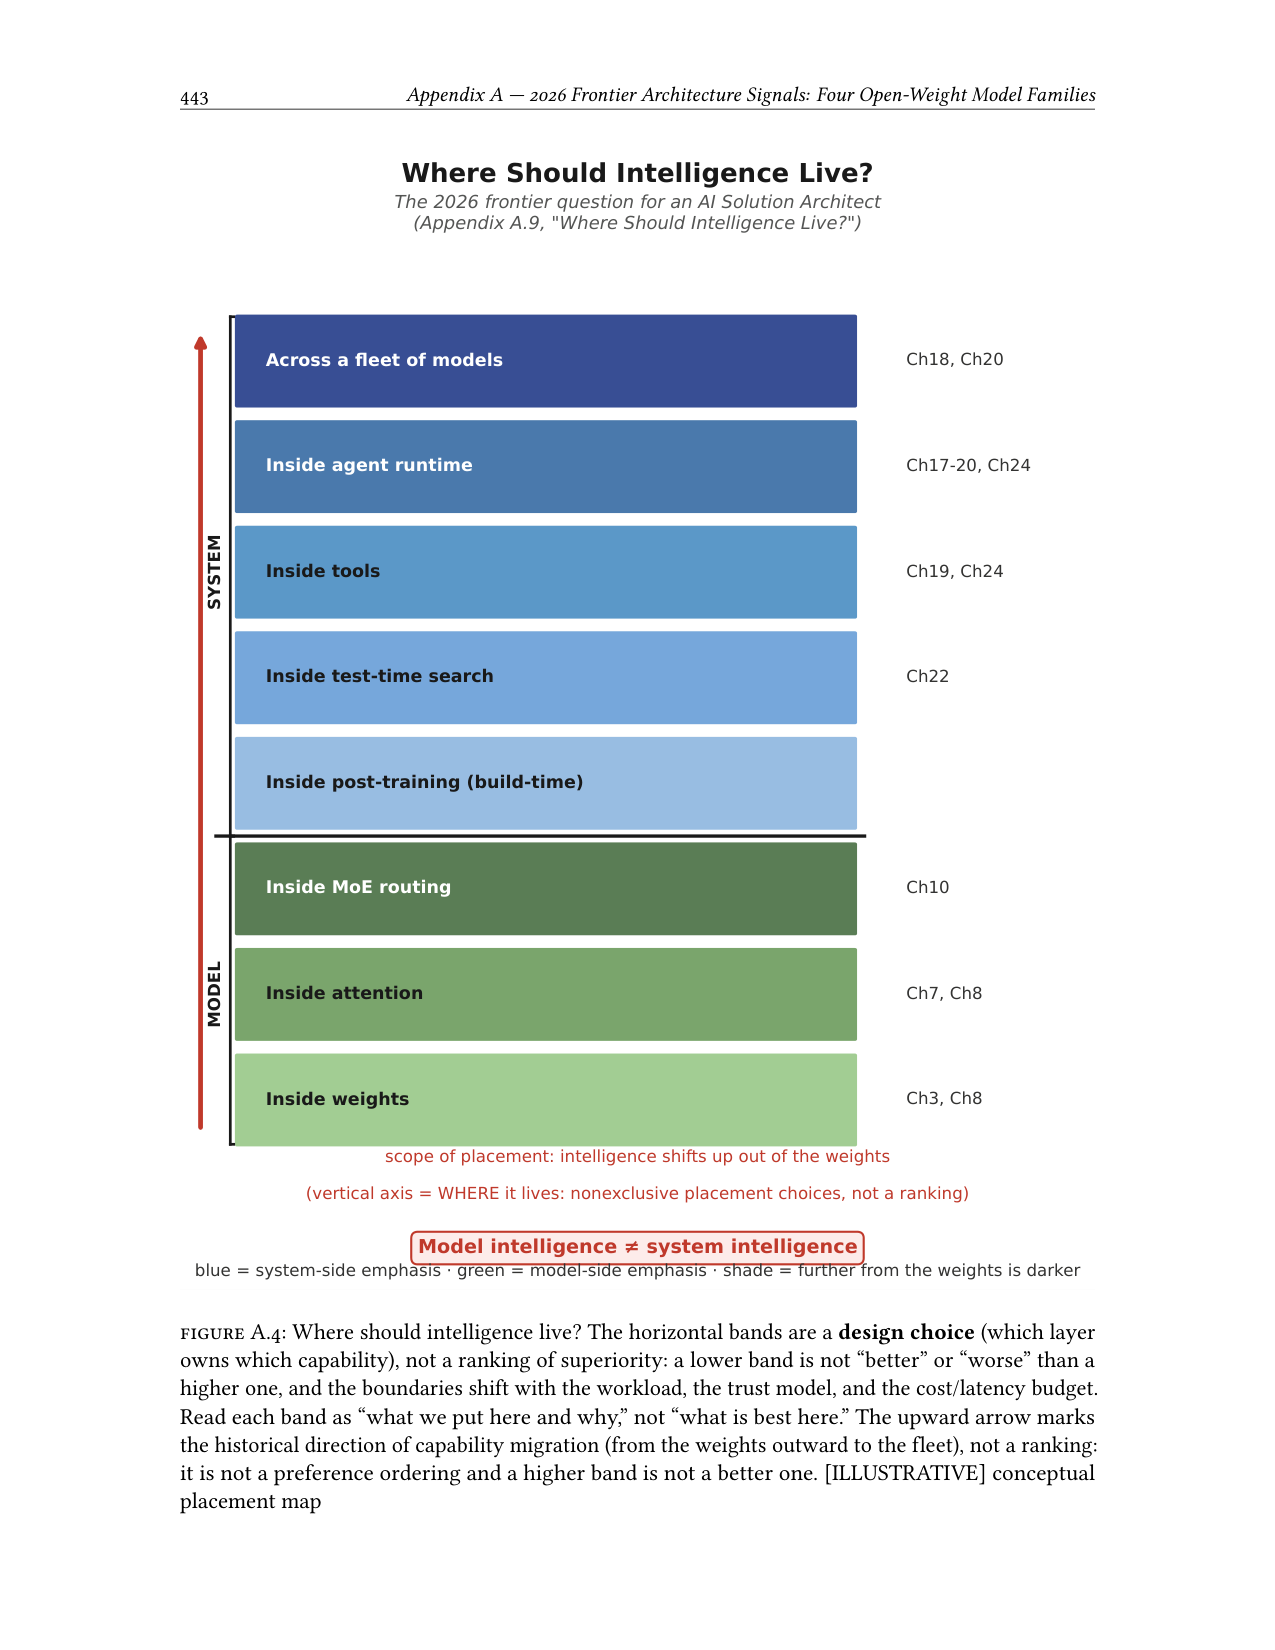 443 Appendix A — 2026 Frontier Architecture Signals: Four Open-Weight Model Families
Where Should Intelligence Live?
The 2026 frontier question for an AI Solution Architect
(Appendix A.9, "Where Should Intelligence Live?")
Across a fleet of models Ch18, Ch20
Inside agent runtime Ch17-20, Ch24
SYSTEM
Inside tools Ch19, Ch24
Inside test-time search Ch22
Inside post-training (build-time)
Inside MoE routing Ch10
MODEL
Inside attention Ch7, Ch8
Inside weights Ch3, Ch8
scope of placement: intelligence shifts up out of the weights
(vertical axis = WHERE it lives: nonexclusive placement choices, not a ranking)
Model intelligence ≠ system intelligence
blue = system-side emphasis · green = model-side emphasis · shade = further from the weights is darker
FIGURE A.4: Where should intelligence live? The horizontal bands are a design choice (which layer
owns which capability), not a ranking of superiority: a lower band is not “better” or “worse” than a
higher one, and the boundaries shift with the workload, the trust model, and the cost/latency budget.
Read each band as “what we put here and why,” not “what is best here.” The upward arrow marks
the historical direction of capability migration (from the weights outward to the fleet), not a ranking:
it is not a preference ordering and a higher band is not a better one. [ILLUSTRATIVE] conceptual
placement map